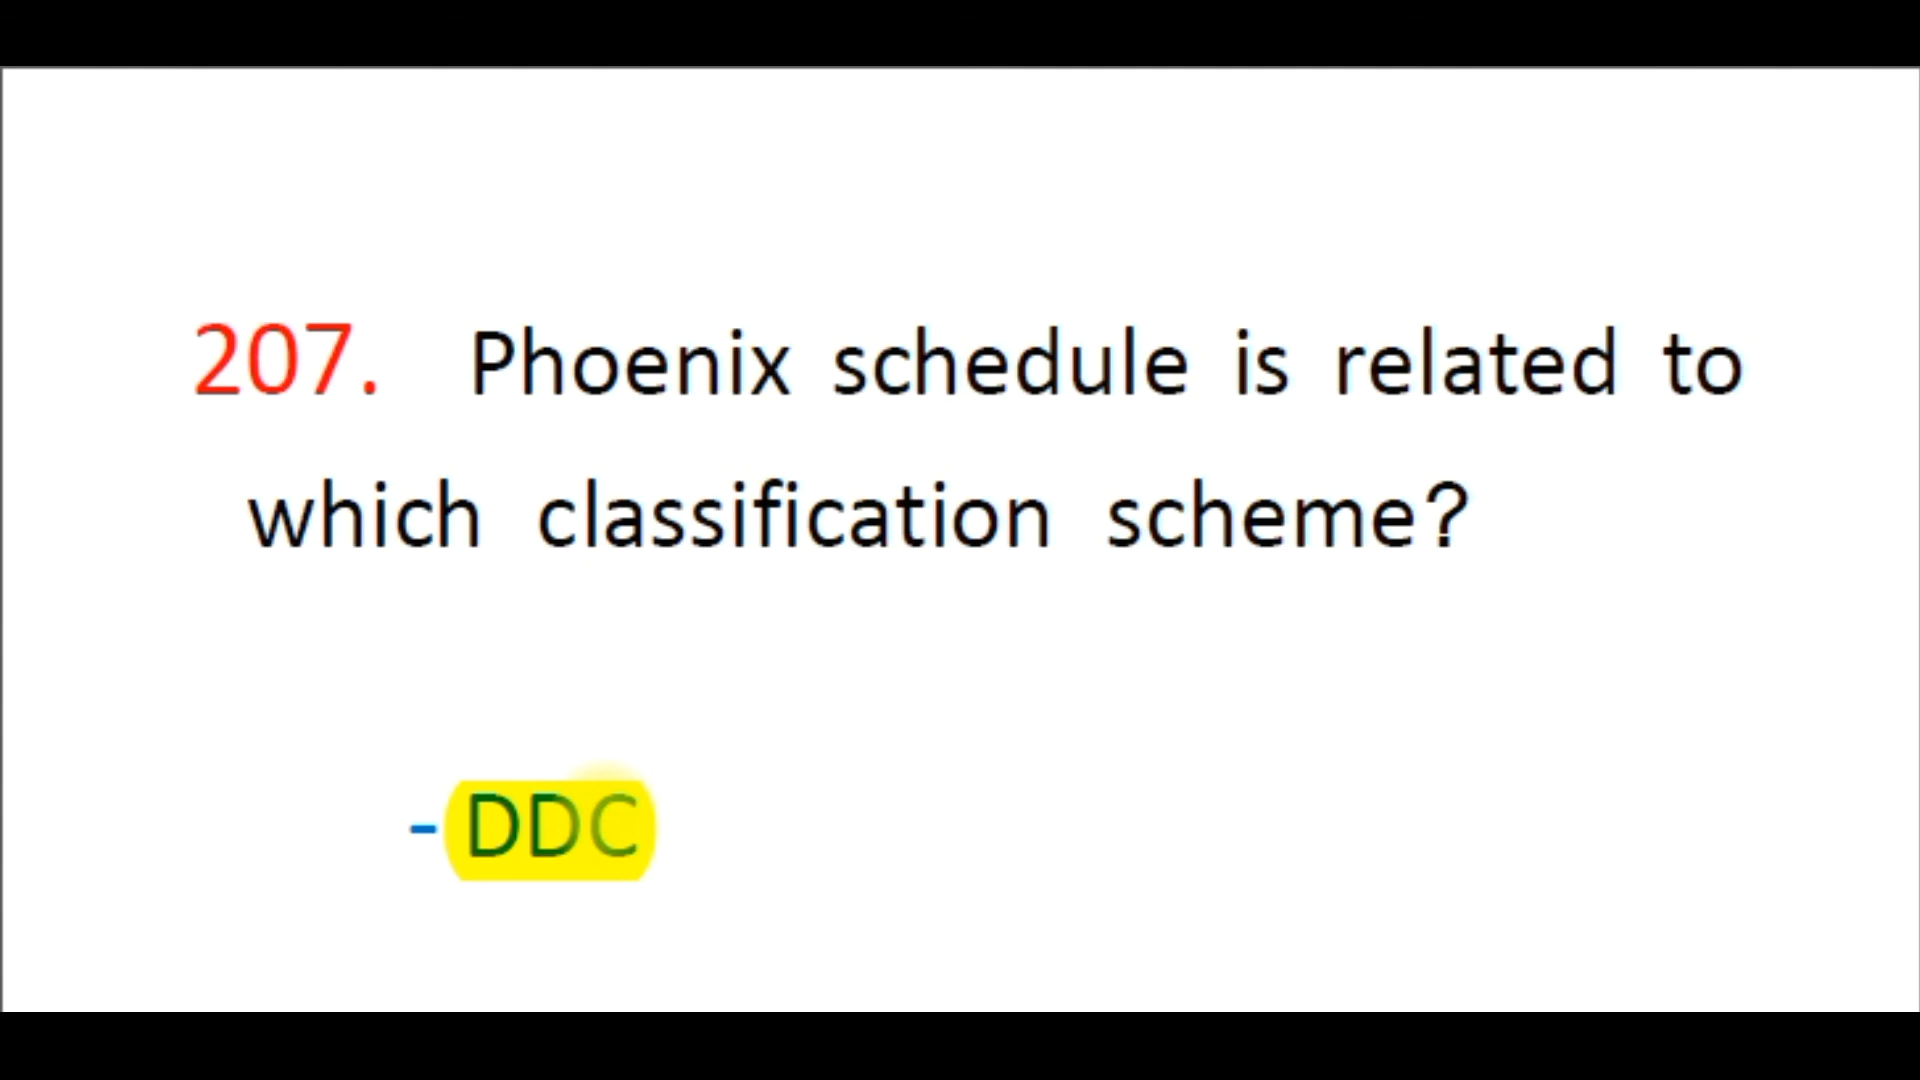 207. Phoenix schedule is related to
which classification scheme?
- DDC